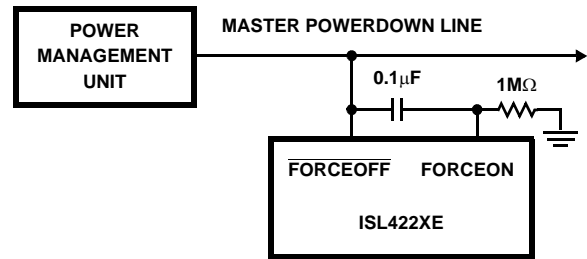 POWER
MANAGEMENT
UNIT
MASTER POWERDOWN LINE
0.1μF
1MΩ
FORCEOFF FORCEON
ISL422XE